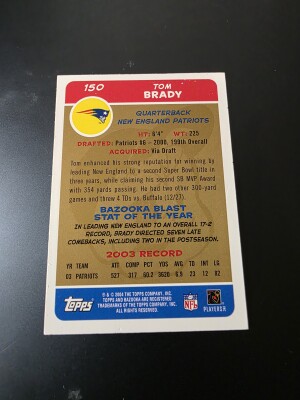 150
TOM
BRADY
QUARTERBACK
NEW ENGLAND PATRIOTS
HT: 6'4" WT: 225
DRAFTED: Patriots #6 - 2000, 199th Overall
ACQUIRED: Via Draft
Tom enhanced his strong reputation for winning by
leading New England to a second Super Bowl title in
three years, while claiming his second SB MVP Award
with 354 yards passing. He had two other 300-yard
games and threw 4 TDs vs. Buffalo (12/27).
BAZOOKA BLAST
STAT OF THE YEAR
IN LEADING NEW ENGLAND TO AN OVERALL 17-2
RECORD, BRADY DIRECTED SEVEN LATE
COMEBACKS, INCLUDING TWO IN THE POSTSEASON.
2003 RECORD
YR TEAM ATT COMP PCT YDS AVG TD INT LG
03 PATRIOTS 527 317 60.2 3620 6.9 23 12 82
Topps
® & © 2004 THE TOPPS COMPANY, INC.
TOPPS AND BAZOOKA ARE REGISTERED
TRADEMARKS OF THE TOPPS COMPANY, INC.
ALL RIGHTS RESERVED.
NFL
PLAYERS